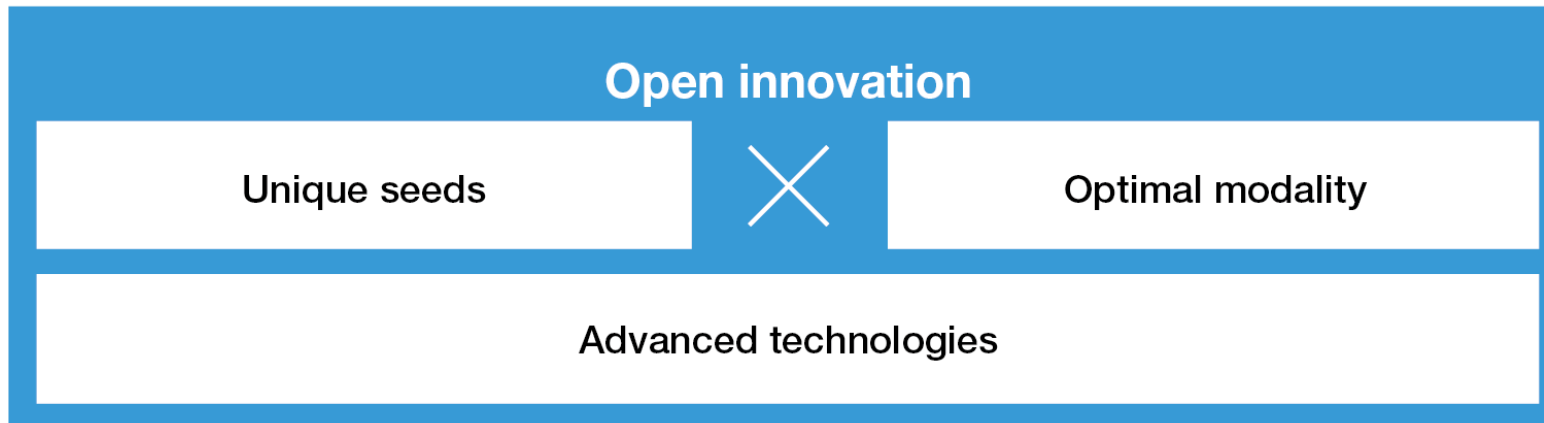 Open innovation
Unique seeds
Optimal modality
Advanced technologies